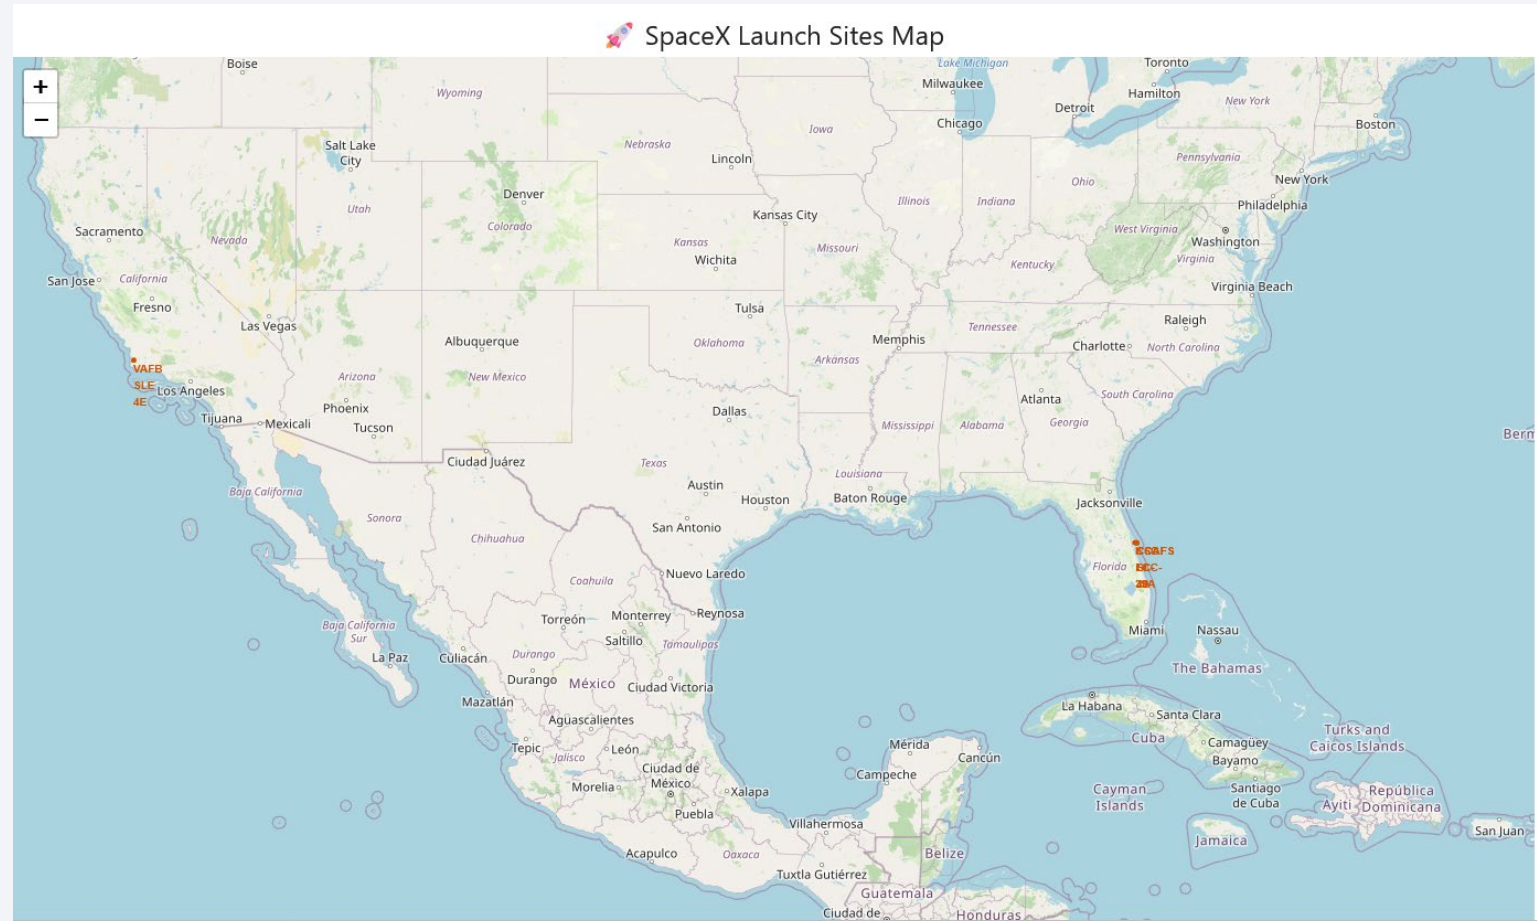 🚀 SpaceX Launch Sites Map
+
−
Boise
Wyoming
Lake Michigan
Milwaukee
Toronto
Hamilton
Detroit
New York
Boston
Chicago
Iowa
Nebraska
Lincoln
Salt Lake
City
Pennsylvania
New York
Philadelphia
Ohio
Denver
Utah
Colorado
Illinois
Indiana
Kansas City
Sacramento
Nevada
Kansas
Missouri
West Virginia
Washington
Wichita
Kentucky
Virginia
San Jose
California
Virginia Beach
Fresno
Las Vegas
Tulsa
Raleigh
Tennessee
Albuquerque
Oklahoma
Memphis
Charlotte
North Carolina
Arkansas
VAFB
SLE
4E
Los Angeles
Arizona
New Mexico
Phoenix
Tucson
Tijuana
Mexicali
Dallas
Atlanta
South Carolina
Mississippi
Alabama
Georgia
Berm
Ciudad Juárez
Texas
Louisiana
Austin
Houston
Baton Rouge
Jacksonville
Baja California
Sonora
San Antonio
Chihuahua
Florida
Coahuila
Nuevo Laredo
Torreón
Monterrey
Reynosa
Saltillo
Tamaulipas
Miami
Nassau
Baja California
Sur
La Paz
Culiacán
Durango
The Bahamas
Durango
México
Ciudad Victoria
Mazatlán
La Habana
Santa Clara
Aguascalientes
Cuba
Camagüey
Bayamo
Turks and
Caicos Islands
Tepic
León
Jalisco
Mérida
Cancún
Ciudad de
México
Campeche
Morelia
Xalapa
Cayman
Islands
Santiago
de Cuba
Ayiti
República
Dominicana
Puebla
Villahermosa
San Juan
Jamaica
Acapulco
Oaxaca
Belize
Tuxtla Gutiérrez
Guatemala
Ciudad de
Honduras